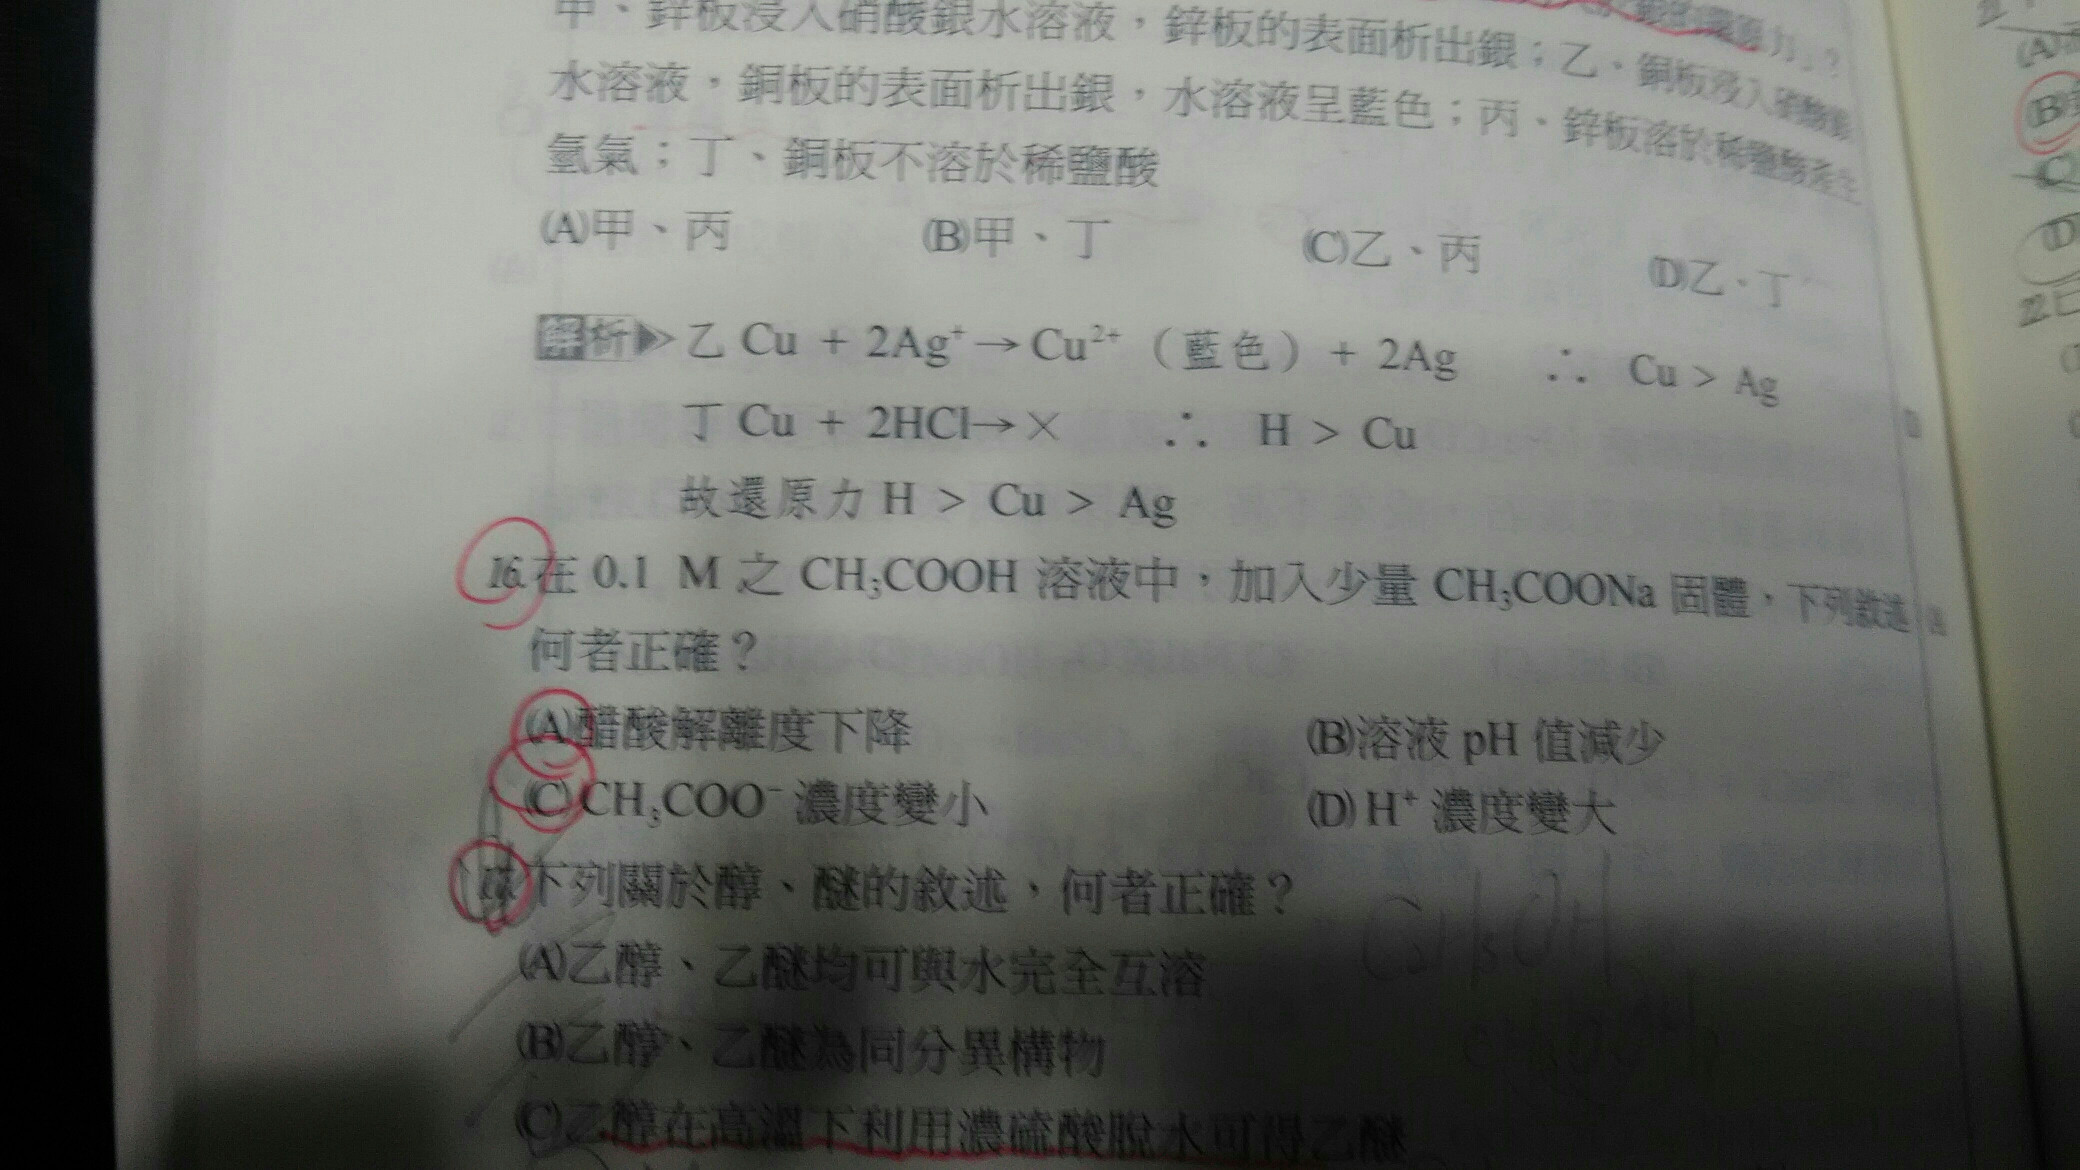 甲、鋅板浸入硝酸銀水溶液,鋅板的表面析出銀;乙、銅板浸入硝酸銀
水溶液,銅板的表面析出銀,水溶液呈藍色;丙、鋅板溶於稀鹽酸產生
氫氣;丁、銅板不溶於稀鹽酸
(A)甲、丙 (B)甲、丁 (C)乙、丙 (D)乙、丁
解析 乙 Cu + 2Ag⁺→Cu²⁺(藍色)+ 2Ag ∴ Cu > Ag
丁 Cu + 2HCl→× ∴ H > Cu
故還原力 H > Cu > Ag
16.在 0.1 M 之 CH₃COOH 溶液中,加入少量 CH₃COONa 固體,下列敘述
何者正確?
(A)醋酸解離度下降 (B)溶液 pH 值減少
(C)CH₃COO⁻ 濃度變小 (D)H⁺ 濃度變大
17.下列關於醇、醚的敘述,何者正確?
(A)乙醇、乙醚均可與水完全互溶
(B)乙醇、乙醚為同分異構物
(C)乙醇在高溫下利用濃硫酸脫水可得乙醚
(A)
(B)
(C)
(D)
22.